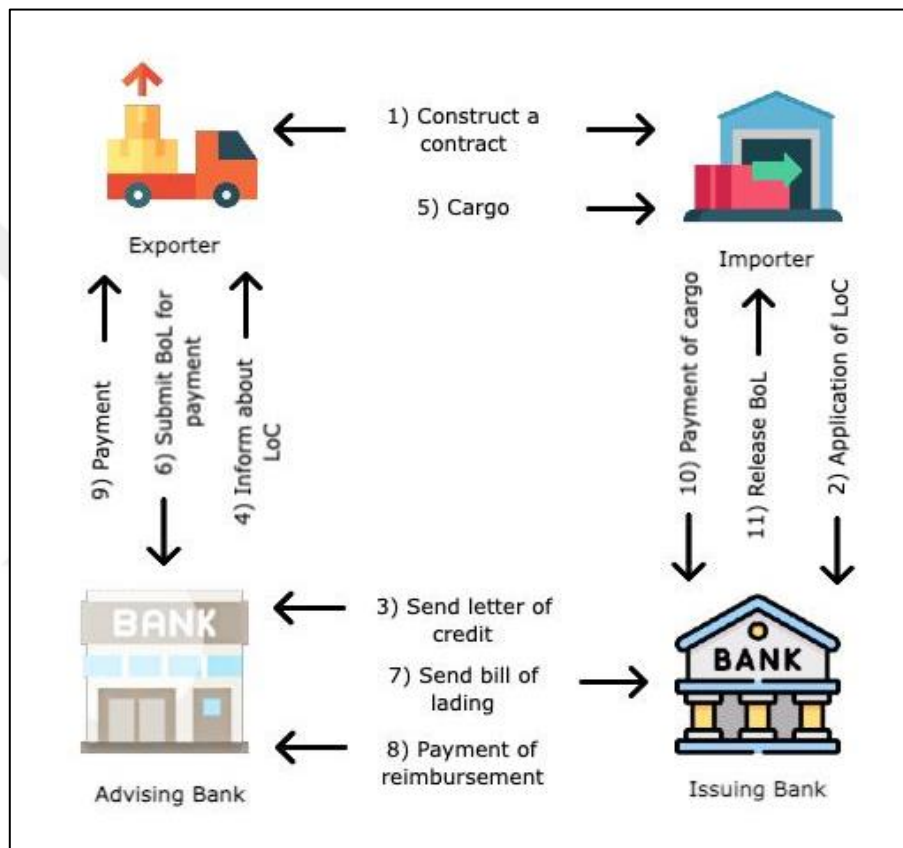 1) Construct a
contract
5) Cargo
Exporter
Importer
9) Payment
6) Submit BoL for
payment
4) Inform about
LoC
10) Payment of cargo
11) Release BoL
2) Application of LoC
BANK
3) Send letter of
credit
7) Send bill of
lading
8) Payment of
reimbursement
BANK
Advising Bank
Issuing Bank